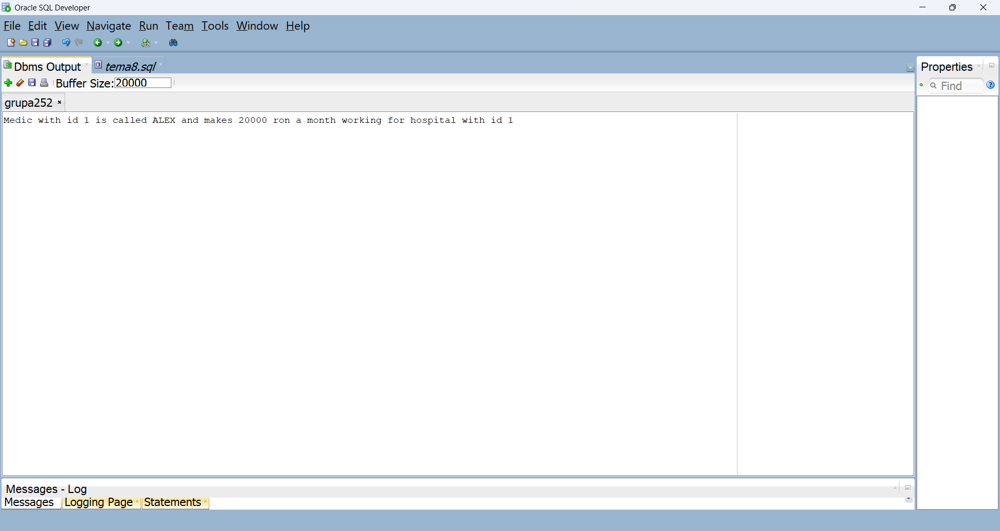 Oracle SQL Developer
File Edit View Navigate Run Team Tools Window Help
SQL
Dbms Output tema8.sql
Buffer Size: 20000
grupa252
Medic with id 1 is called ALEX and makes 20000 ron a month working for hospital with id 1
Messages - Log
Messages Logging Page Statements
Properties
Find